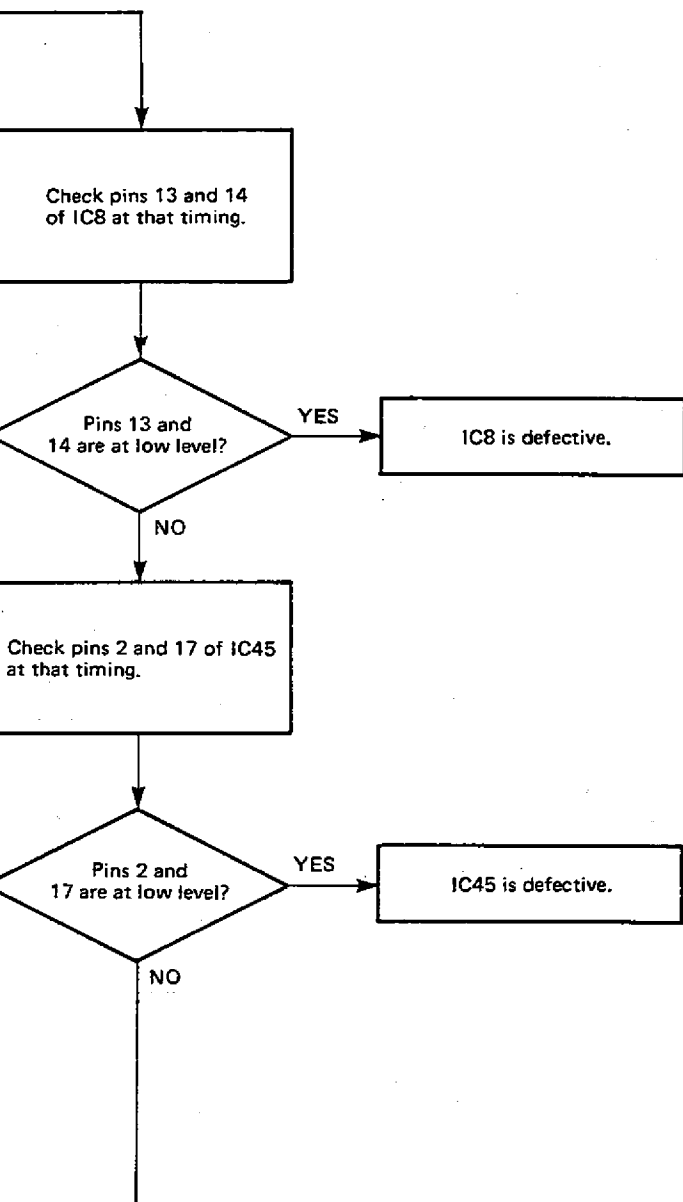 Check pins 13 and 14
of IC8 at that timing.
Pins 13 and
14 are at low level?
YES
IC8 is defective.
NO
Check pins 2 and 17 of IC45
at that timing.
Pins 2 and
17 are at low level?
YES
IC45 is defective.
NO